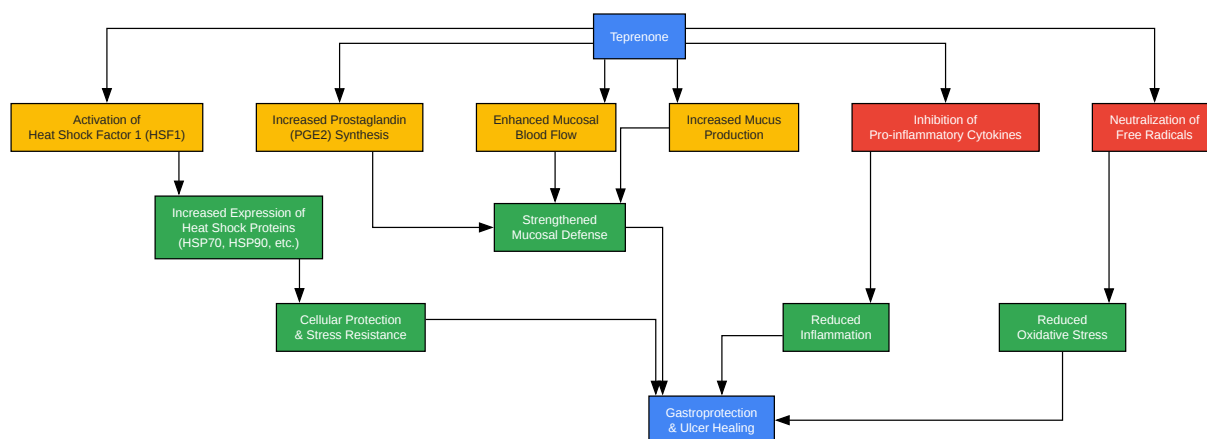 Teprenone
Activation of
Heat Shock Factor 1 (HSF1)
Increased Prostaglandin
(PGE2) Synthesis
Enhanced Mucosal
Blood Flow
Increased Mucus
Production
Inhibition of
Pro-inflammatory Cytokines
Neutralization of
Free Radicals
Increased Expression of
Heat Shock Proteins
(HSP70, HSP90, etc.)
Strengthened
Mucosal Defense
Cellular Protection
& Stress Resistance
Reduced
Inflammation
Reduced
Oxidative Stress
Gastroprotection
& Ulcer Healing